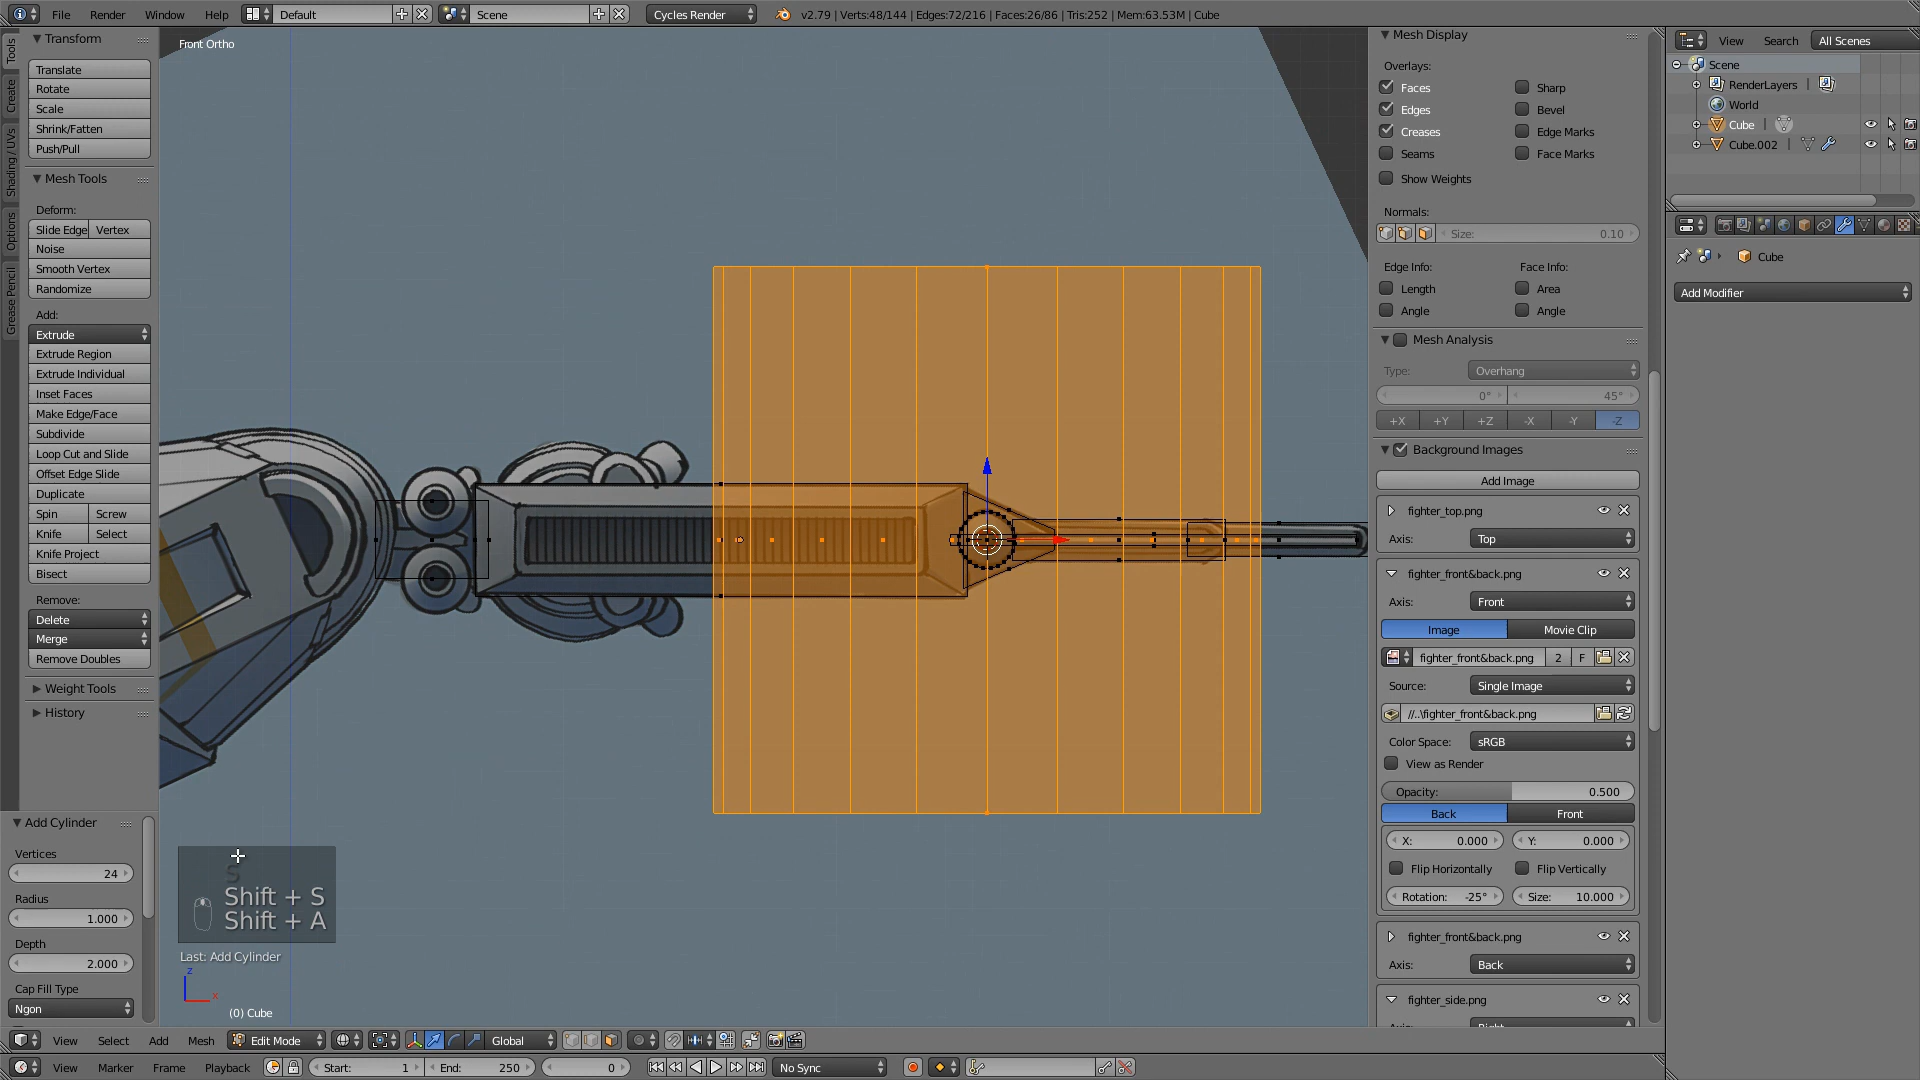 File Render Window Help Default Scene Cycles Render v2.79 | Verts:48/144 | Edges:72/216 | Faces:26/86 | Tris:252 | Mem:63.53M | Cube
Tools
Create
Shading / UVs
Options
Grease Pencil
Transform
Translate
Rotate
Scale
Shrink/Fatten
Push/Pull
Mesh Tools
Deform:
Slide Edge Vertex
Noise
Smooth Vertex
Randomize
Add:
Extrude
Extrude Region
Extrude Individual
Inset Faces
Make Edge/Face
Subdivide
Loop Cut and Slide
Offset Edge Slide
Duplicate
Spin Screw
Knife Select
Knife Project
Bisect
Remove:
Delete
Merge
Remove Doubles
Weight Tools
History
Add Cylinder
Vertices
24
Radius
1.000
Depth
2.000
Cap Fill Type
Ngon
Front Ortho
S
Shift + S
Shift + A
Last: Add Cylinder
z
x
(0) Cube
Mesh Display
Overlays:
Faces Sharp
Edges Bevel
Creases Edge Marks
Seams Face Marks
Show Weights
Normals:
Size: 0.10
Edge Info: Face Info:
Length Area
Angle Angle
Mesh Analysis
Type: Overhang
0° 45°
+X +Y +Z -X -Y -Z
Background Images
Add Image
fighter_top.png
Axis: Top
fighter_front&back.png
Axis: Front
Image Movie Clip
fighter_front&back.png 2 F
Source: Single Image
//..\fighter_front&back.png
Color Space: sRGB
View as Render
Opacity: 0.500
Back Front
X: 0.000 Y: 0.000
Flip Horizontally Flip Vertically
Rotation: -25° Size: 10.000
fighter_front&back.png
Axis: Back
fighter_side.png
View Search All Scenes
Scene
RenderLayers
World
Cube
Cube.002
Cube
Add Modifier
View Select Add Mesh Edit Mode Global
View Marker Frame Playback Start: 1 End: 250 0 No Sync